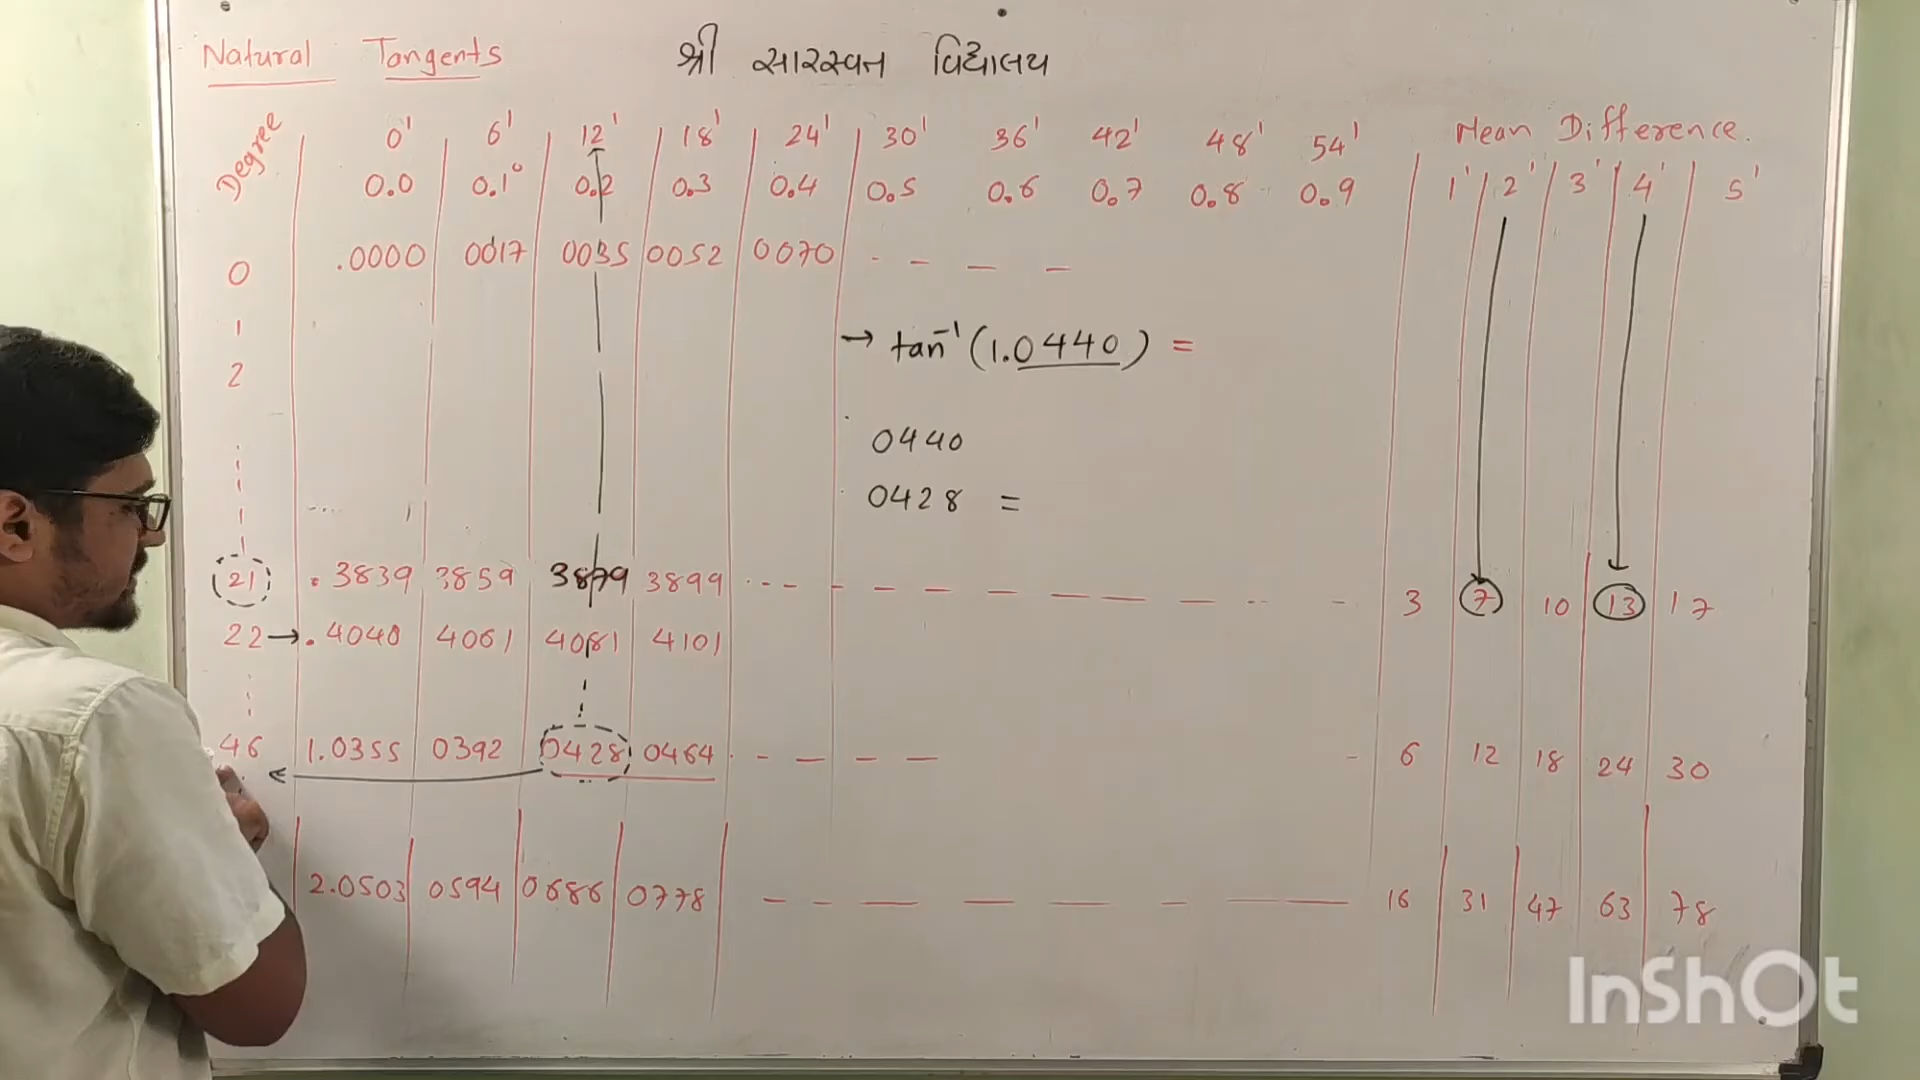 Natural Tangents શ્રી સારસ્વત વિદ્યાલય
Degree 0' 6' 12' 18' 24' 30' 36' 42' 48' 54' Mean Difference.
0.0 0.1° 0.2 0.3 0.4 0.5 0.6 0.7 0.8 0.9 1' 2' 3' 4' 5'
0 .0000 0017 0035 0052 0070 - - - -
1
→ tan⁻¹(1.0440) =
2
0440
0428 =
21 .3839 3859 3879 3899 3 7 10 13 17
22 → .4040 4061 4081 4101
46 1.0355 0392 0428 0464 6 12 18 24 30
2.0503 0594 0686 0778 16 31 47 63 78
InShOt